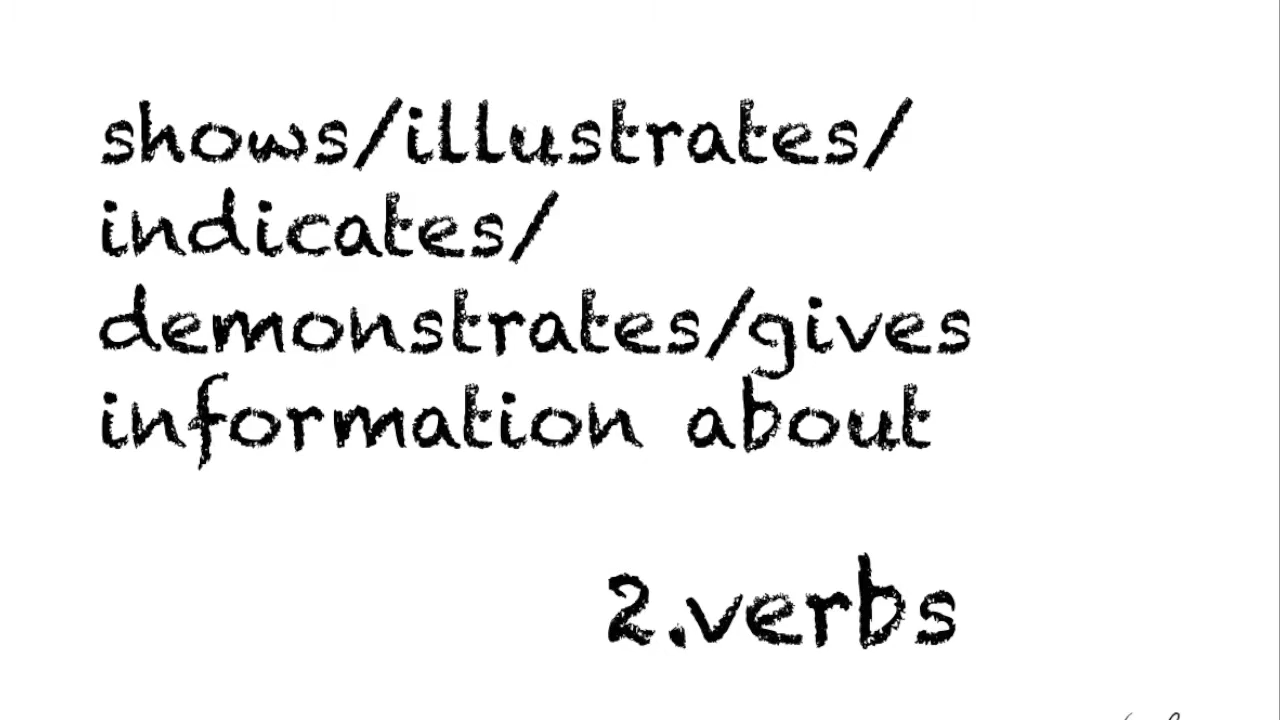 shows/illustrates/
indicates/
demonstrates/gives
information about
2.verbs